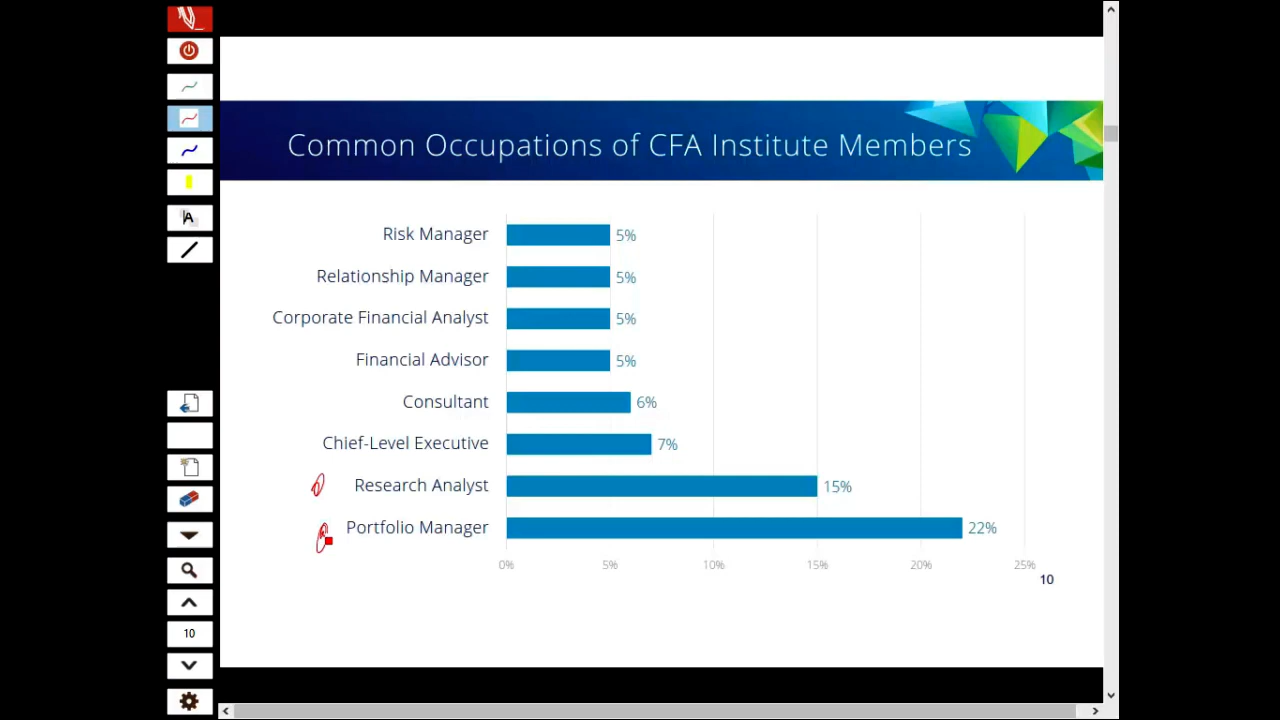 Common Occupations of CFA Institute Members
Risk Manager 5%
Relationship Manager 5%
Corporate Financial Analyst 5%
Financial Advisor 5%
Consultant 6%
Chief-Level Executive 7%
Research Analyst 15%
Portfolio Manager 22%
0% 5% 10% 15% 20% 25%
10
A
10